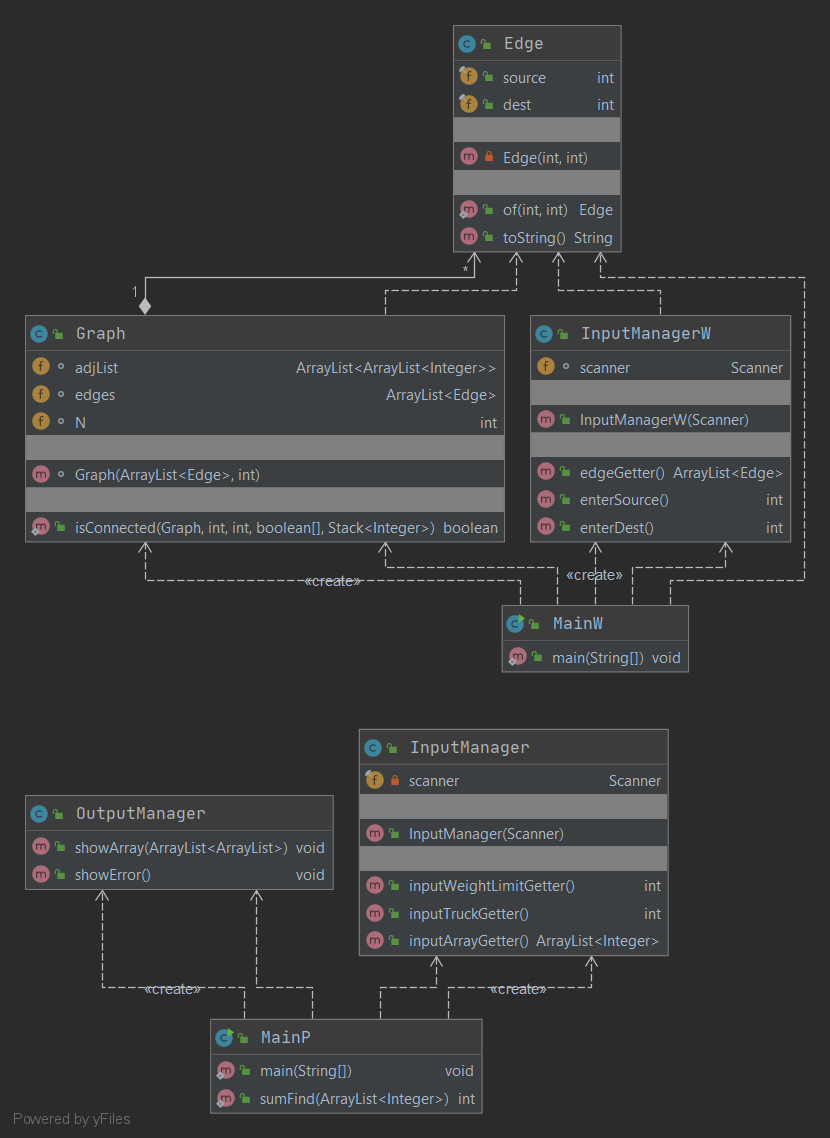 Edge
source int
dest int
Edge(int, int)
of(int, int) Edge
toString() String
1
*
Graph
adjList ArrayList<ArrayList<Integer>>
edges ArrayList<Edge>
N int
Graph(ArrayList<Edge>, int)
isConnected(Graph, int, int, boolean[], Stack<Integer>) boolean
InputManagerW
scanner Scanner
InputManagerW(Scanner)
edgeGetter() ArrayList<Edge>
enterSource() int
enterDest() int
«create»
«create»
MainW
main(String[]) void
InputManager
scanner Scanner
InputManager(Scanner)
inputWeightLimitGetter() int
inputTruckGetter() int
inputArrayGetter() ArrayList<Integer>
OutputManager
showArray(ArrayList<ArrayList>) void
showError() void
«create»
«create»
MainP
main(String[]) void
sumFind(ArrayList<Integer>) int
Powered by yFiles